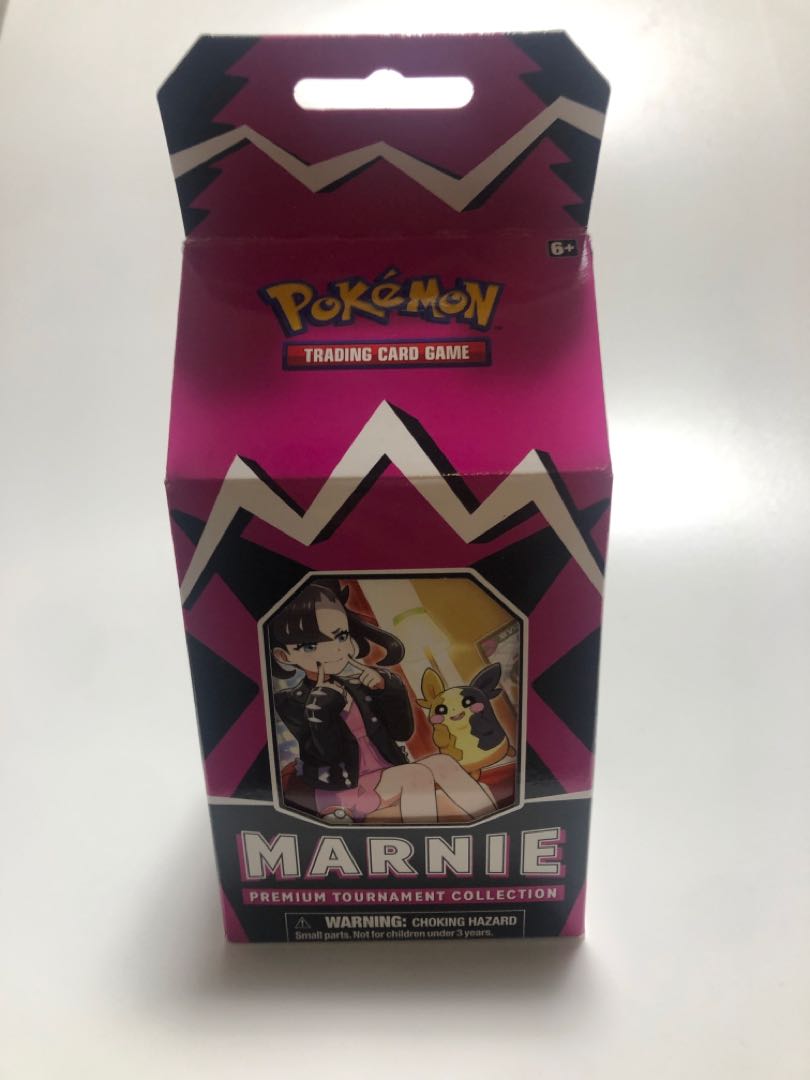 6+
POKéMON
TRADING CARD GAME
MARNIE
PREMIUM TOURNAMENT COLLECTION
WARNING: CHOKING HAZARD
Small parts. Not for children under 3 years.